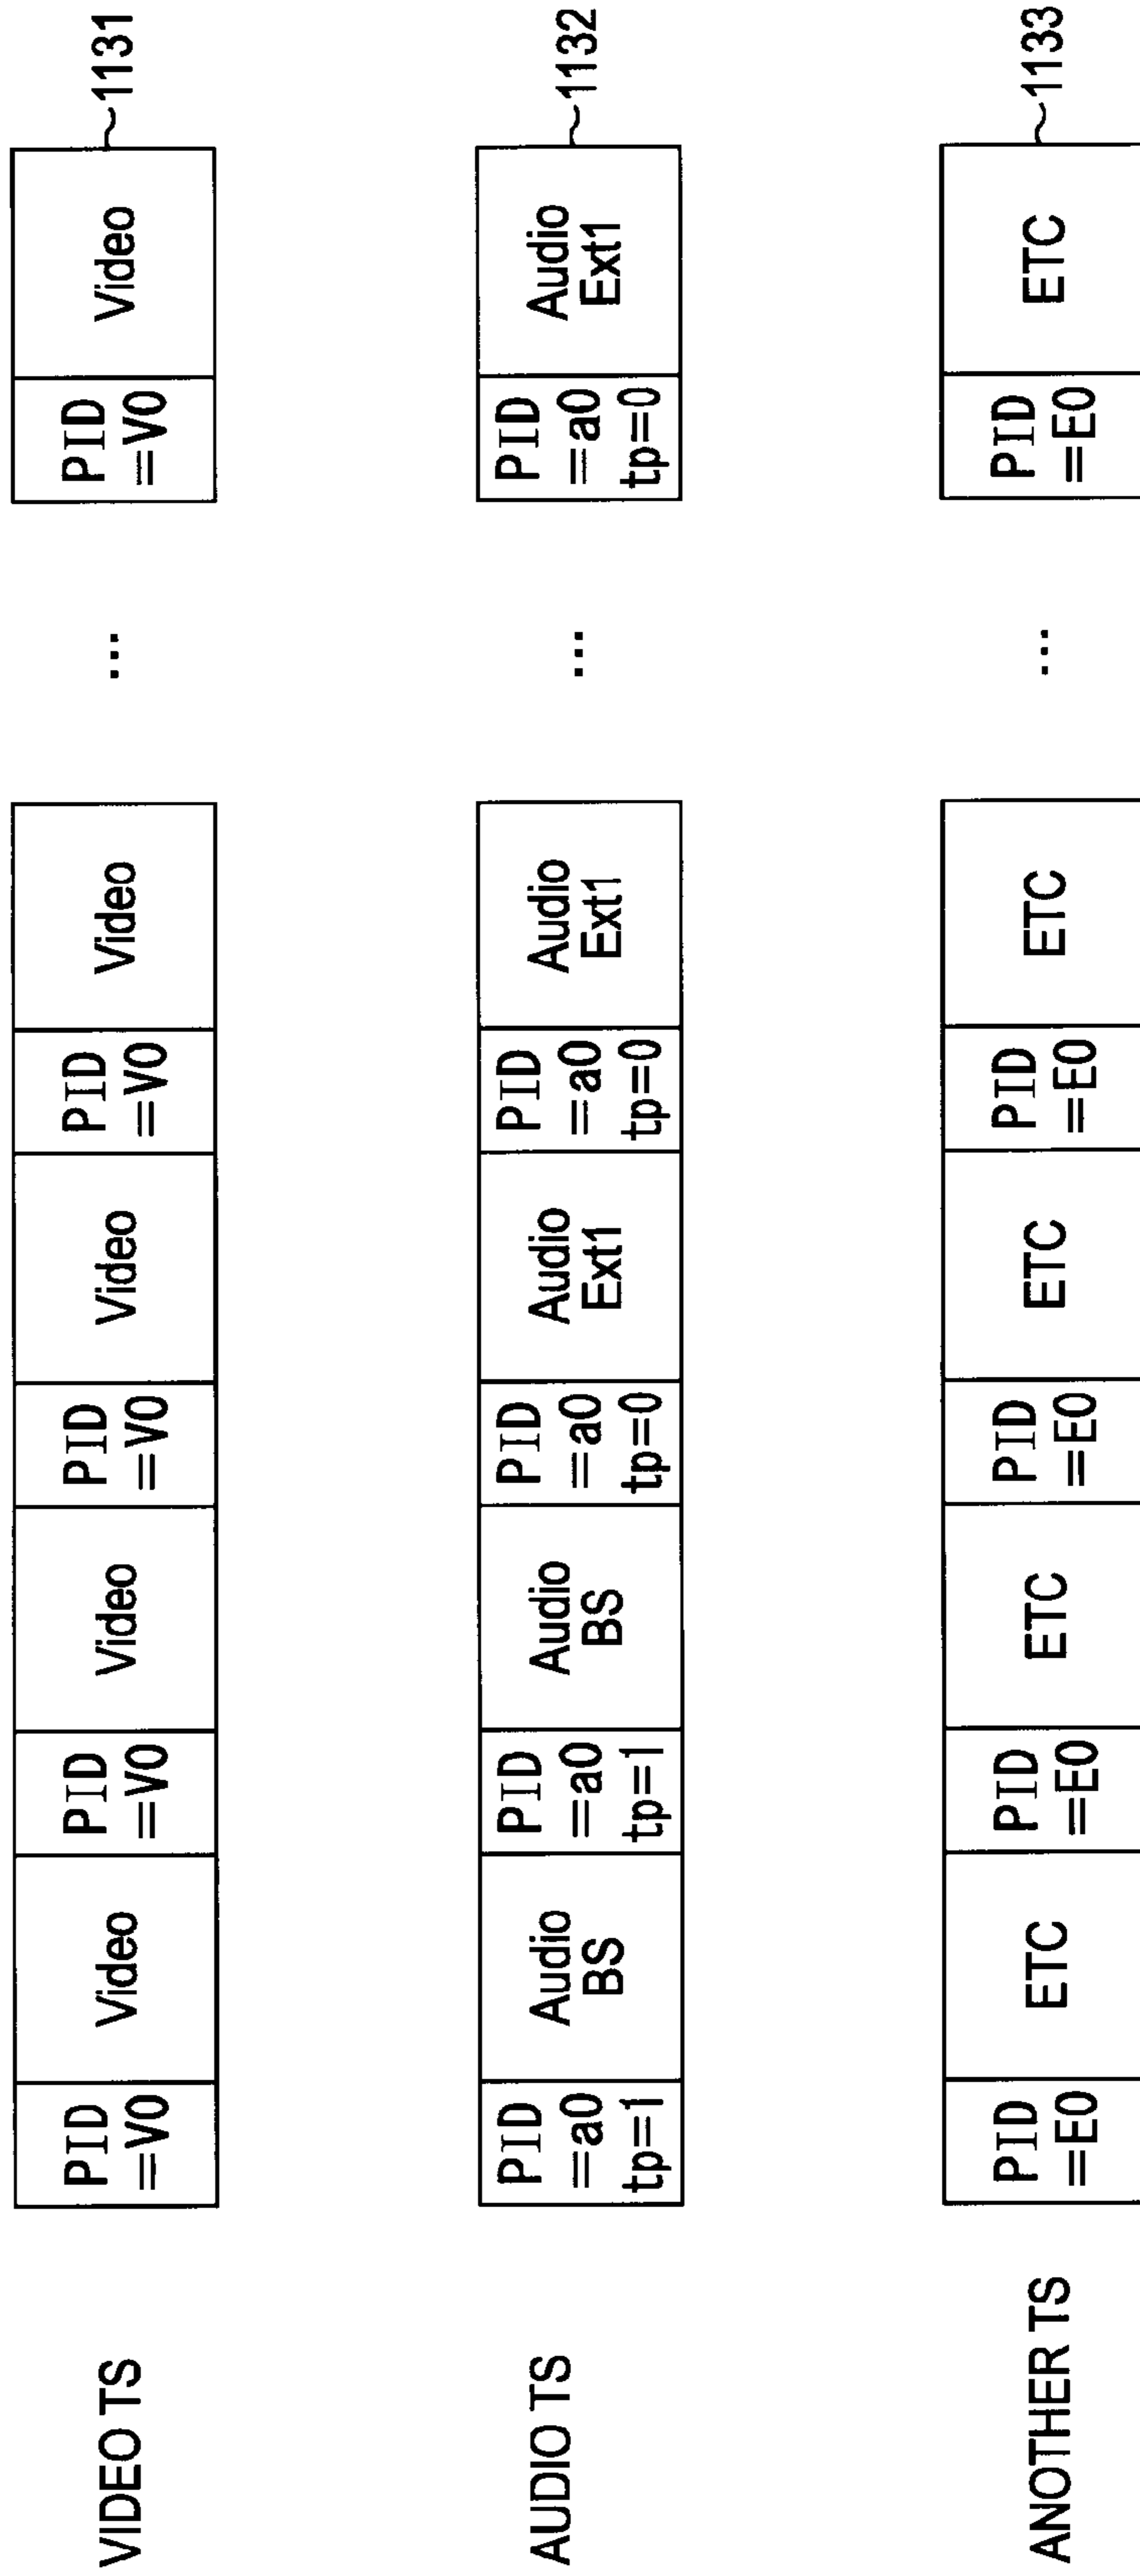 VIDEO TS
PID
=V0
Video
PID
=V0
Video
PID
=V0
Video
PID
=V0
Video
...
PID
=V0
Video
~1131
AUDIO TS
PID
=a0
tp=1
Audio
BS
PID
=a0
tp=1
Audio
BS
PID
=a0
tp=0
Audio
Ext1
PID
=a0
tp=0
Audio
Ext1
...
PID
=a0
tp=0
Audio
Ext1
~1132
ANOTHER TS
PID
=E0
ETC
PID
=E0
ETC
PID
=E0
ETC
PID
=E0
ETC
...
PID
=E0
ETC
~1133